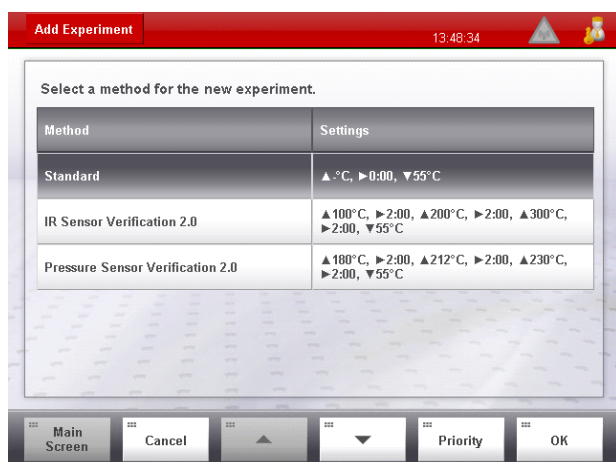 Add Experiment
13:48:34
Select a method for the new experiment.
Method Settings
Standard ▲-°C, ►0:00, ▼55°C
IR Sensor Verification 2.0 ▲100°C, ►2:00, ▲200°C, ►2:00, ▲300°C,
►2:00, ▼55°C
Pressure Sensor Verification 2.0 ▲180°C, ►2:00, ▲212°C, ►2:00, ▲230°C,
►2:00, ▼55°C
Main
Screen
Cancel
Priority
OK